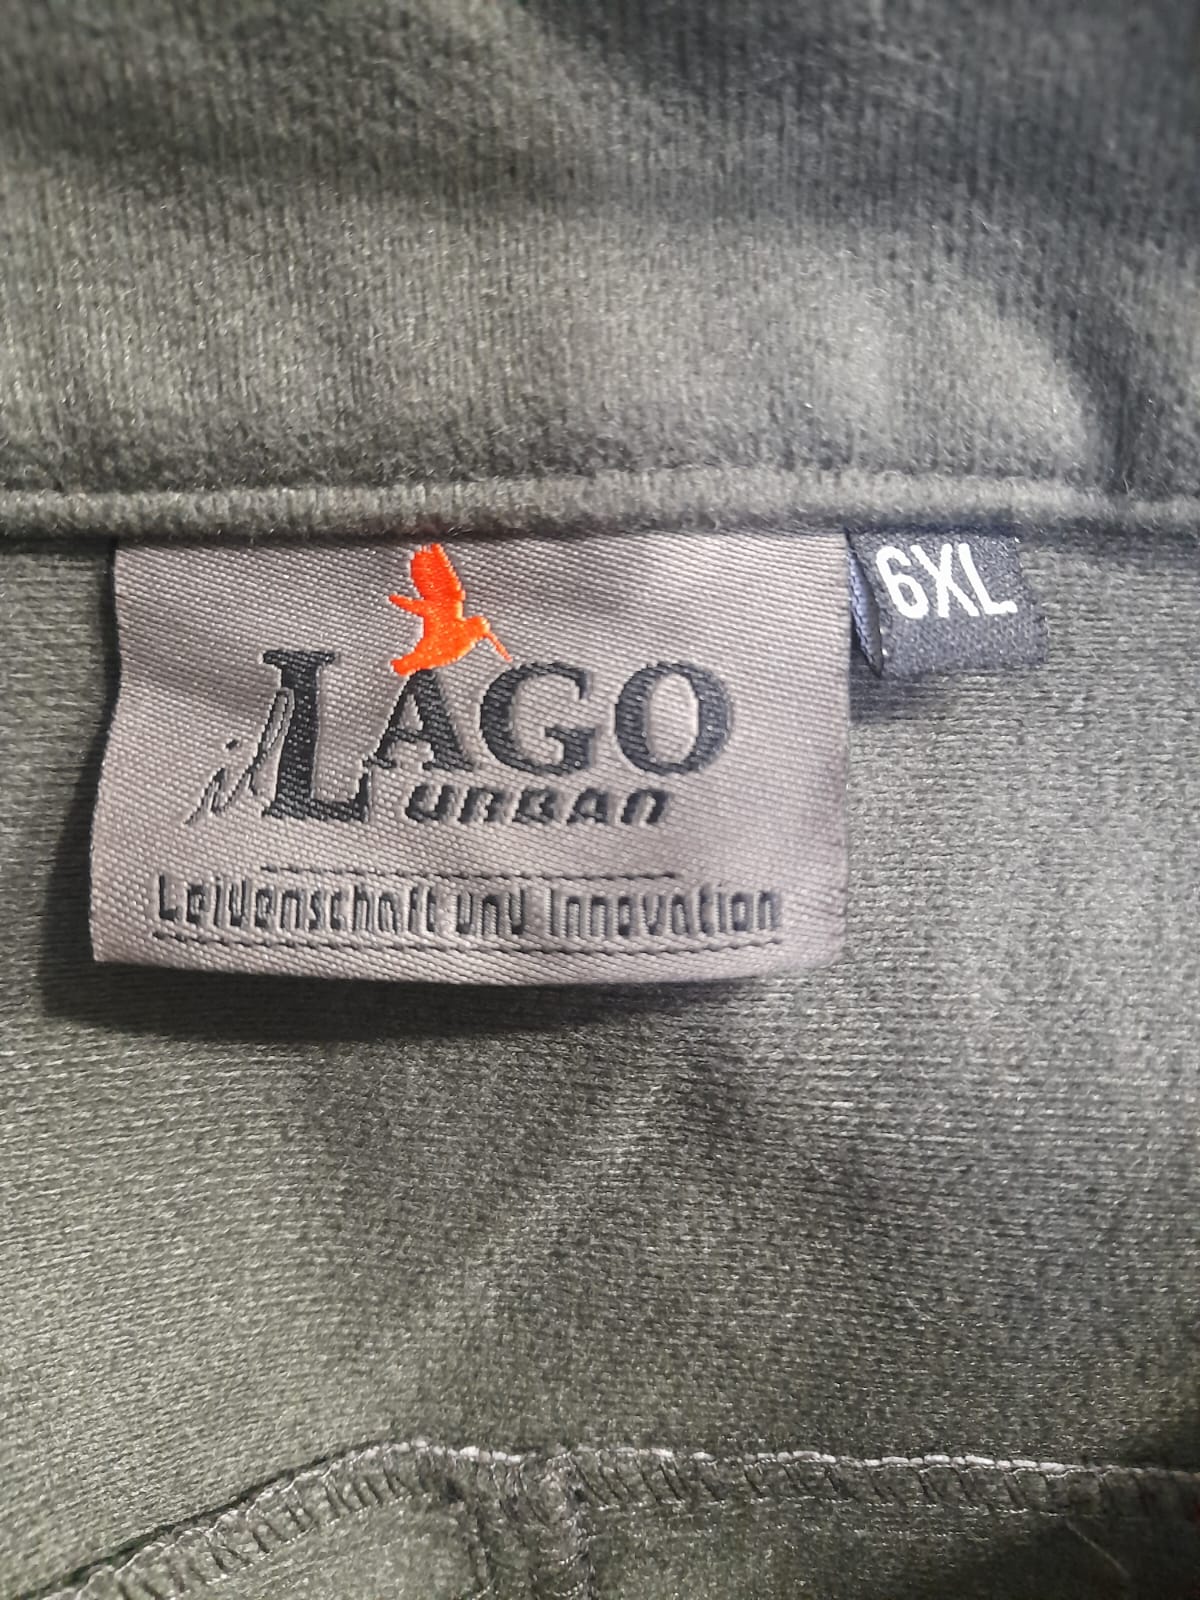 il LAGO
URBAN
Leidenschaft und Innovation
6XL